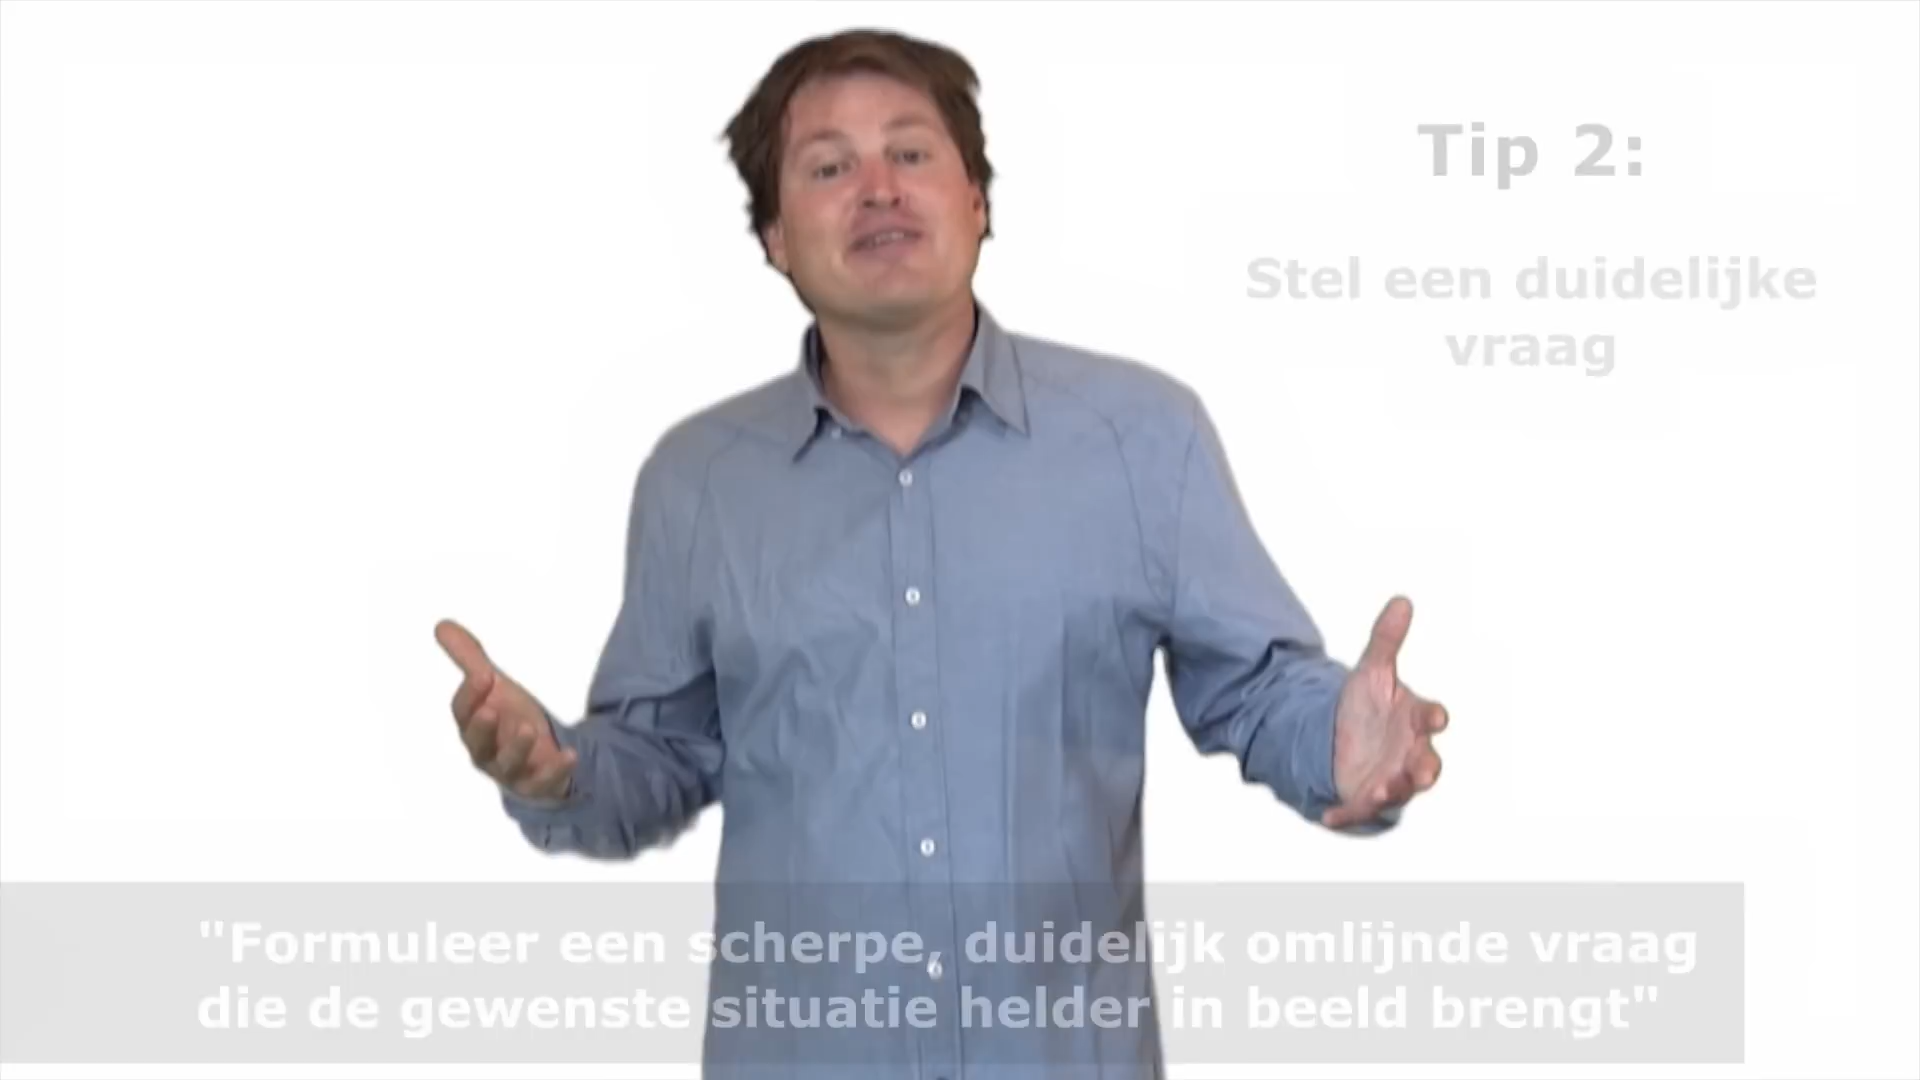 Tip 2:
Stel een duidelijke
vraag
"Formuleer een scherpe, duidelijk omlijnde vraag
die de gewenste situatie helder in beeld brengt"